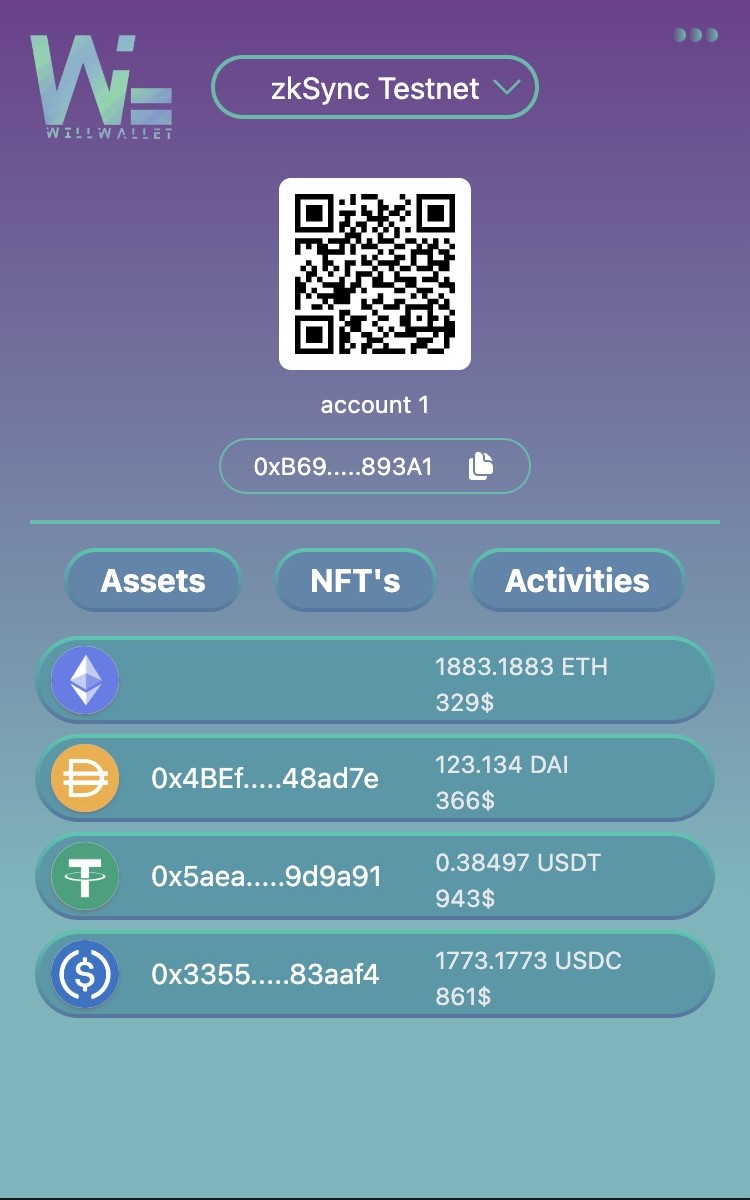 WILLWALLET
zkSync Testnet
account 1
0xB69.....893A1
Assets
NFT's
Activities
1883.1883 ETH
329$
0x4BEf.....48ad7e
123.134 DAI
366$
0x5aea.....9d9a91
0.38497 USDT
943$
0x3355.....83aaf4
1773.1773 USDC
861$